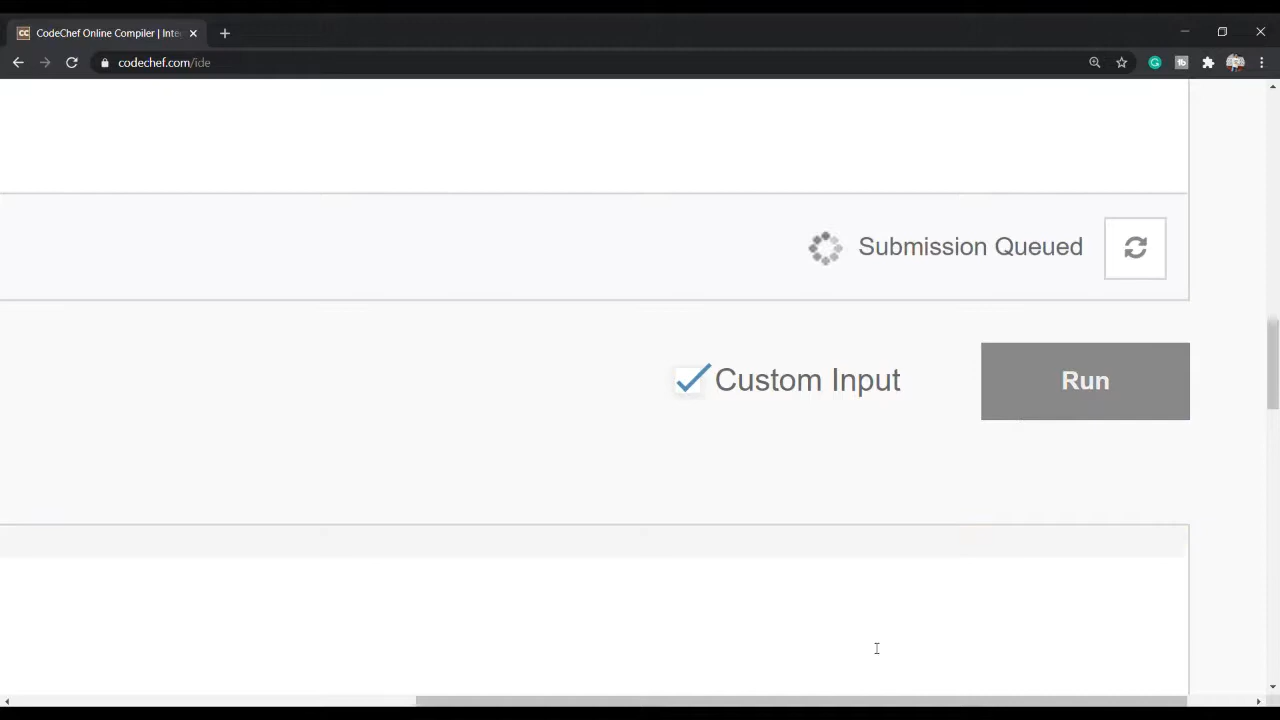 CodeChef Online Compiler | Inte
codechef.com/ide
Submission Queued
Custom Input
Run